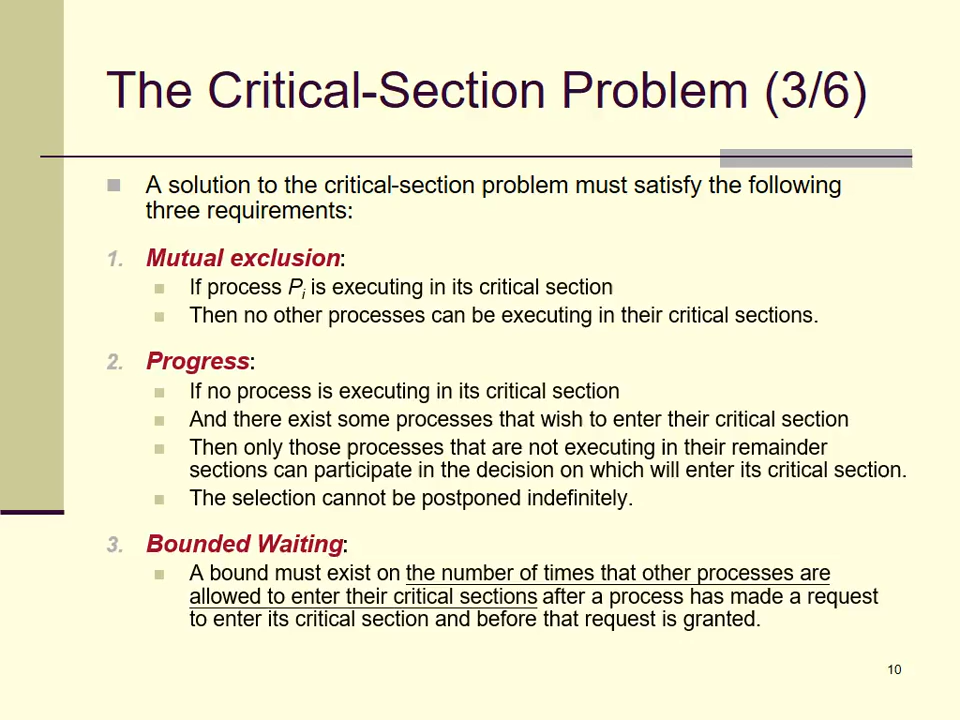 The Critical-Section Problem (3/6)
A solution to the critical-section problem must satisfy the following
three requirements:
1. Mutual exclusion:
If process Pi is executing in its critical section
Then no other processes can be executing in their critical sections.
2. Progress:
If no process is executing in its critical section
And there exist some processes that wish to enter their critical section
Then only those processes that are not executing in their remainder
sections can participate in the decision on which will enter its critical section.
The selection cannot be postponed indefinitely.
3. Bounded Waiting:
A bound must exist on the number of times that other processes are
allowed to enter their critical sections after a process has made a request
to enter its critical section and before that request is granted.
10